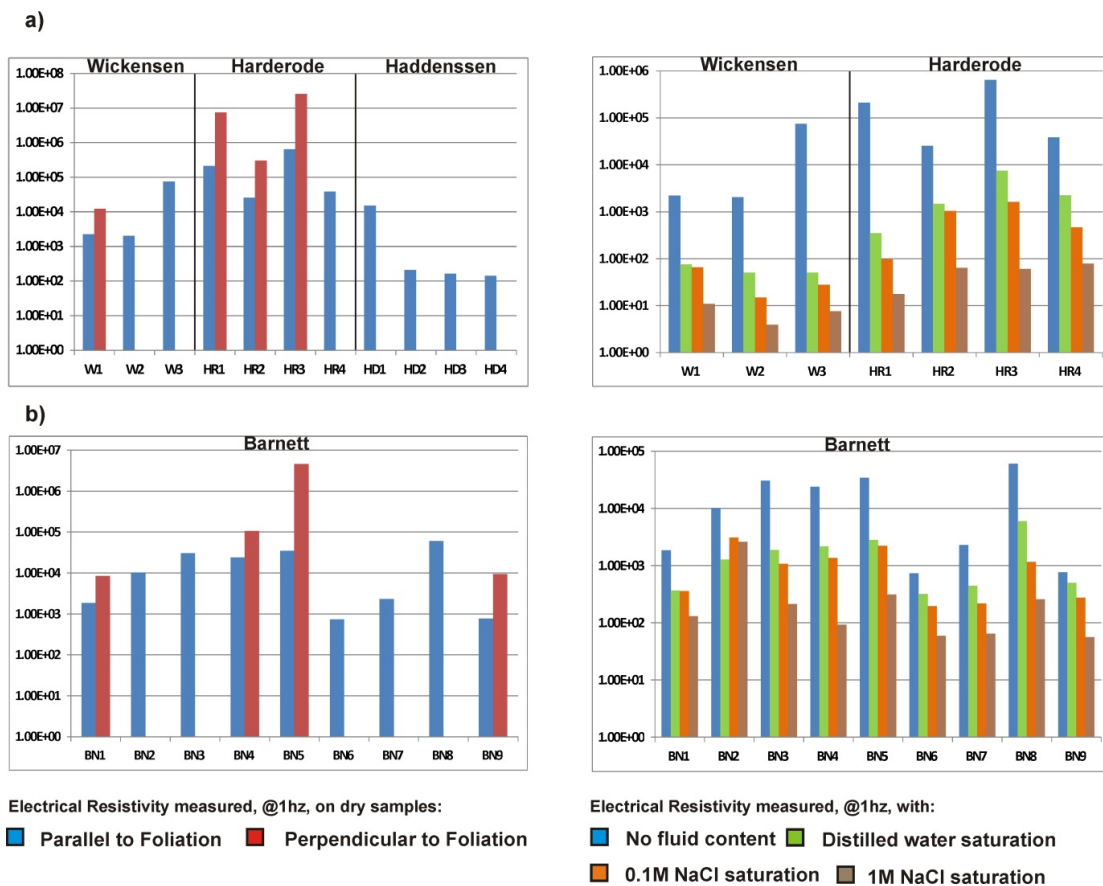 a)
Wickensen Harderode Haddenssen
1.00E+08
1.00E+07
1.00E+06
1.00E+05
1.00E+04
1.00E+03
1.00E+02
1.00E+01
1.00E+00
W1 W2 W3 HR1 HR2 HR3 HR4 HD1 HD2 HD3 HD4
Wickensen Harderode
1.00E+06
1.00E+05
1.00E+04
1.00E+03
1.00E+02
1.00E+01
1.00E+00
W1 W2 W3 HR1 HR2 HR3 HR4
b)
Barnett
1.00E+07
1.00E+06
1.00E+05
1.00E+04
1.00E+03
1.00E+02
1.00E+01
1.00E+00
BN1 BN2 BN3 BN4 BN5 BN6 BN7 BN8 BN9
Barnett
1.00E+05
1.00E+04
1.00E+03
1.00E+02
1.00E+01
1.00E+00
BN1 BN2 BN3 BN4 BN5 BN6 BN7 BN8 BN9
Electrical Resistivity measured, @1hz, on dry samples:
Parallel to Foliation Perpendicular to Foliation
Electrical Resistivity measured, @1hz, with:
No fluid content Distilled water saturation
0.1M NaCl saturation 1M NaCl saturation